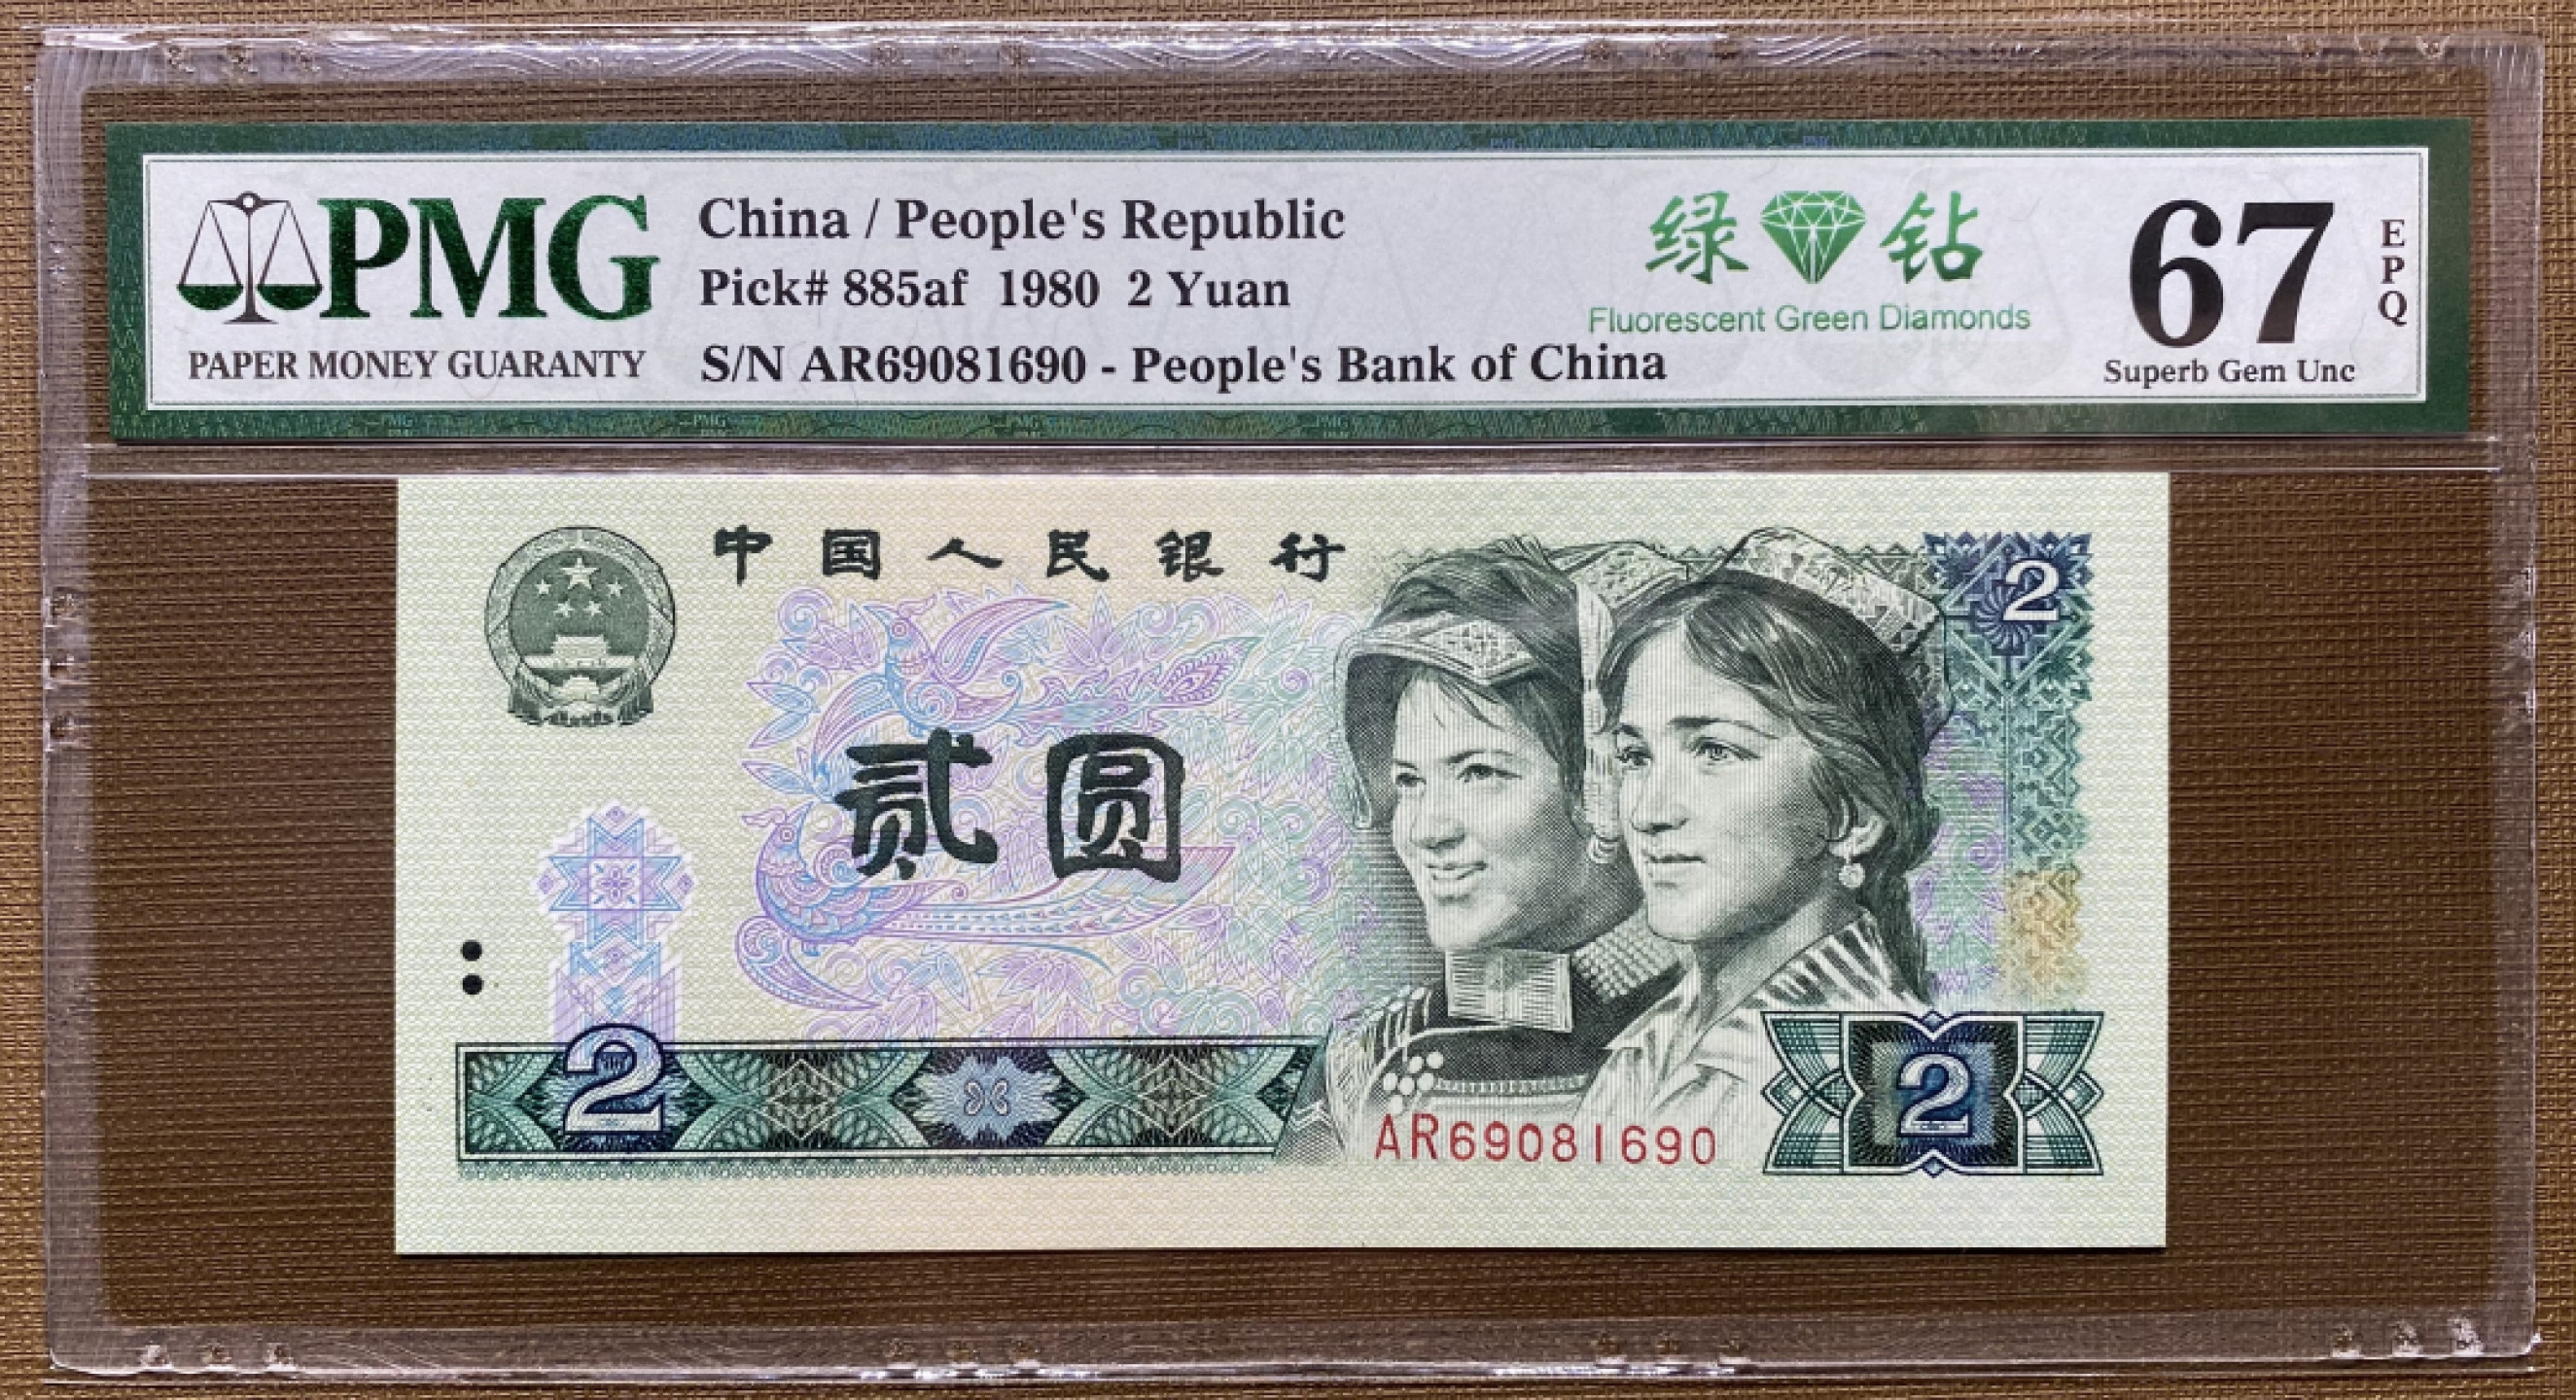 PMG
PAPER MONEY GUARANTY
China / People's Republic
Pick# 885af 1980 2 Yuan
S/N AR69081690 - People's Bank of China
绿钻
Fluorescent Green Diamonds
67
EPQ
Superb Gem Unc
中国人民银行
2
贰圆
2
AR69081690
2